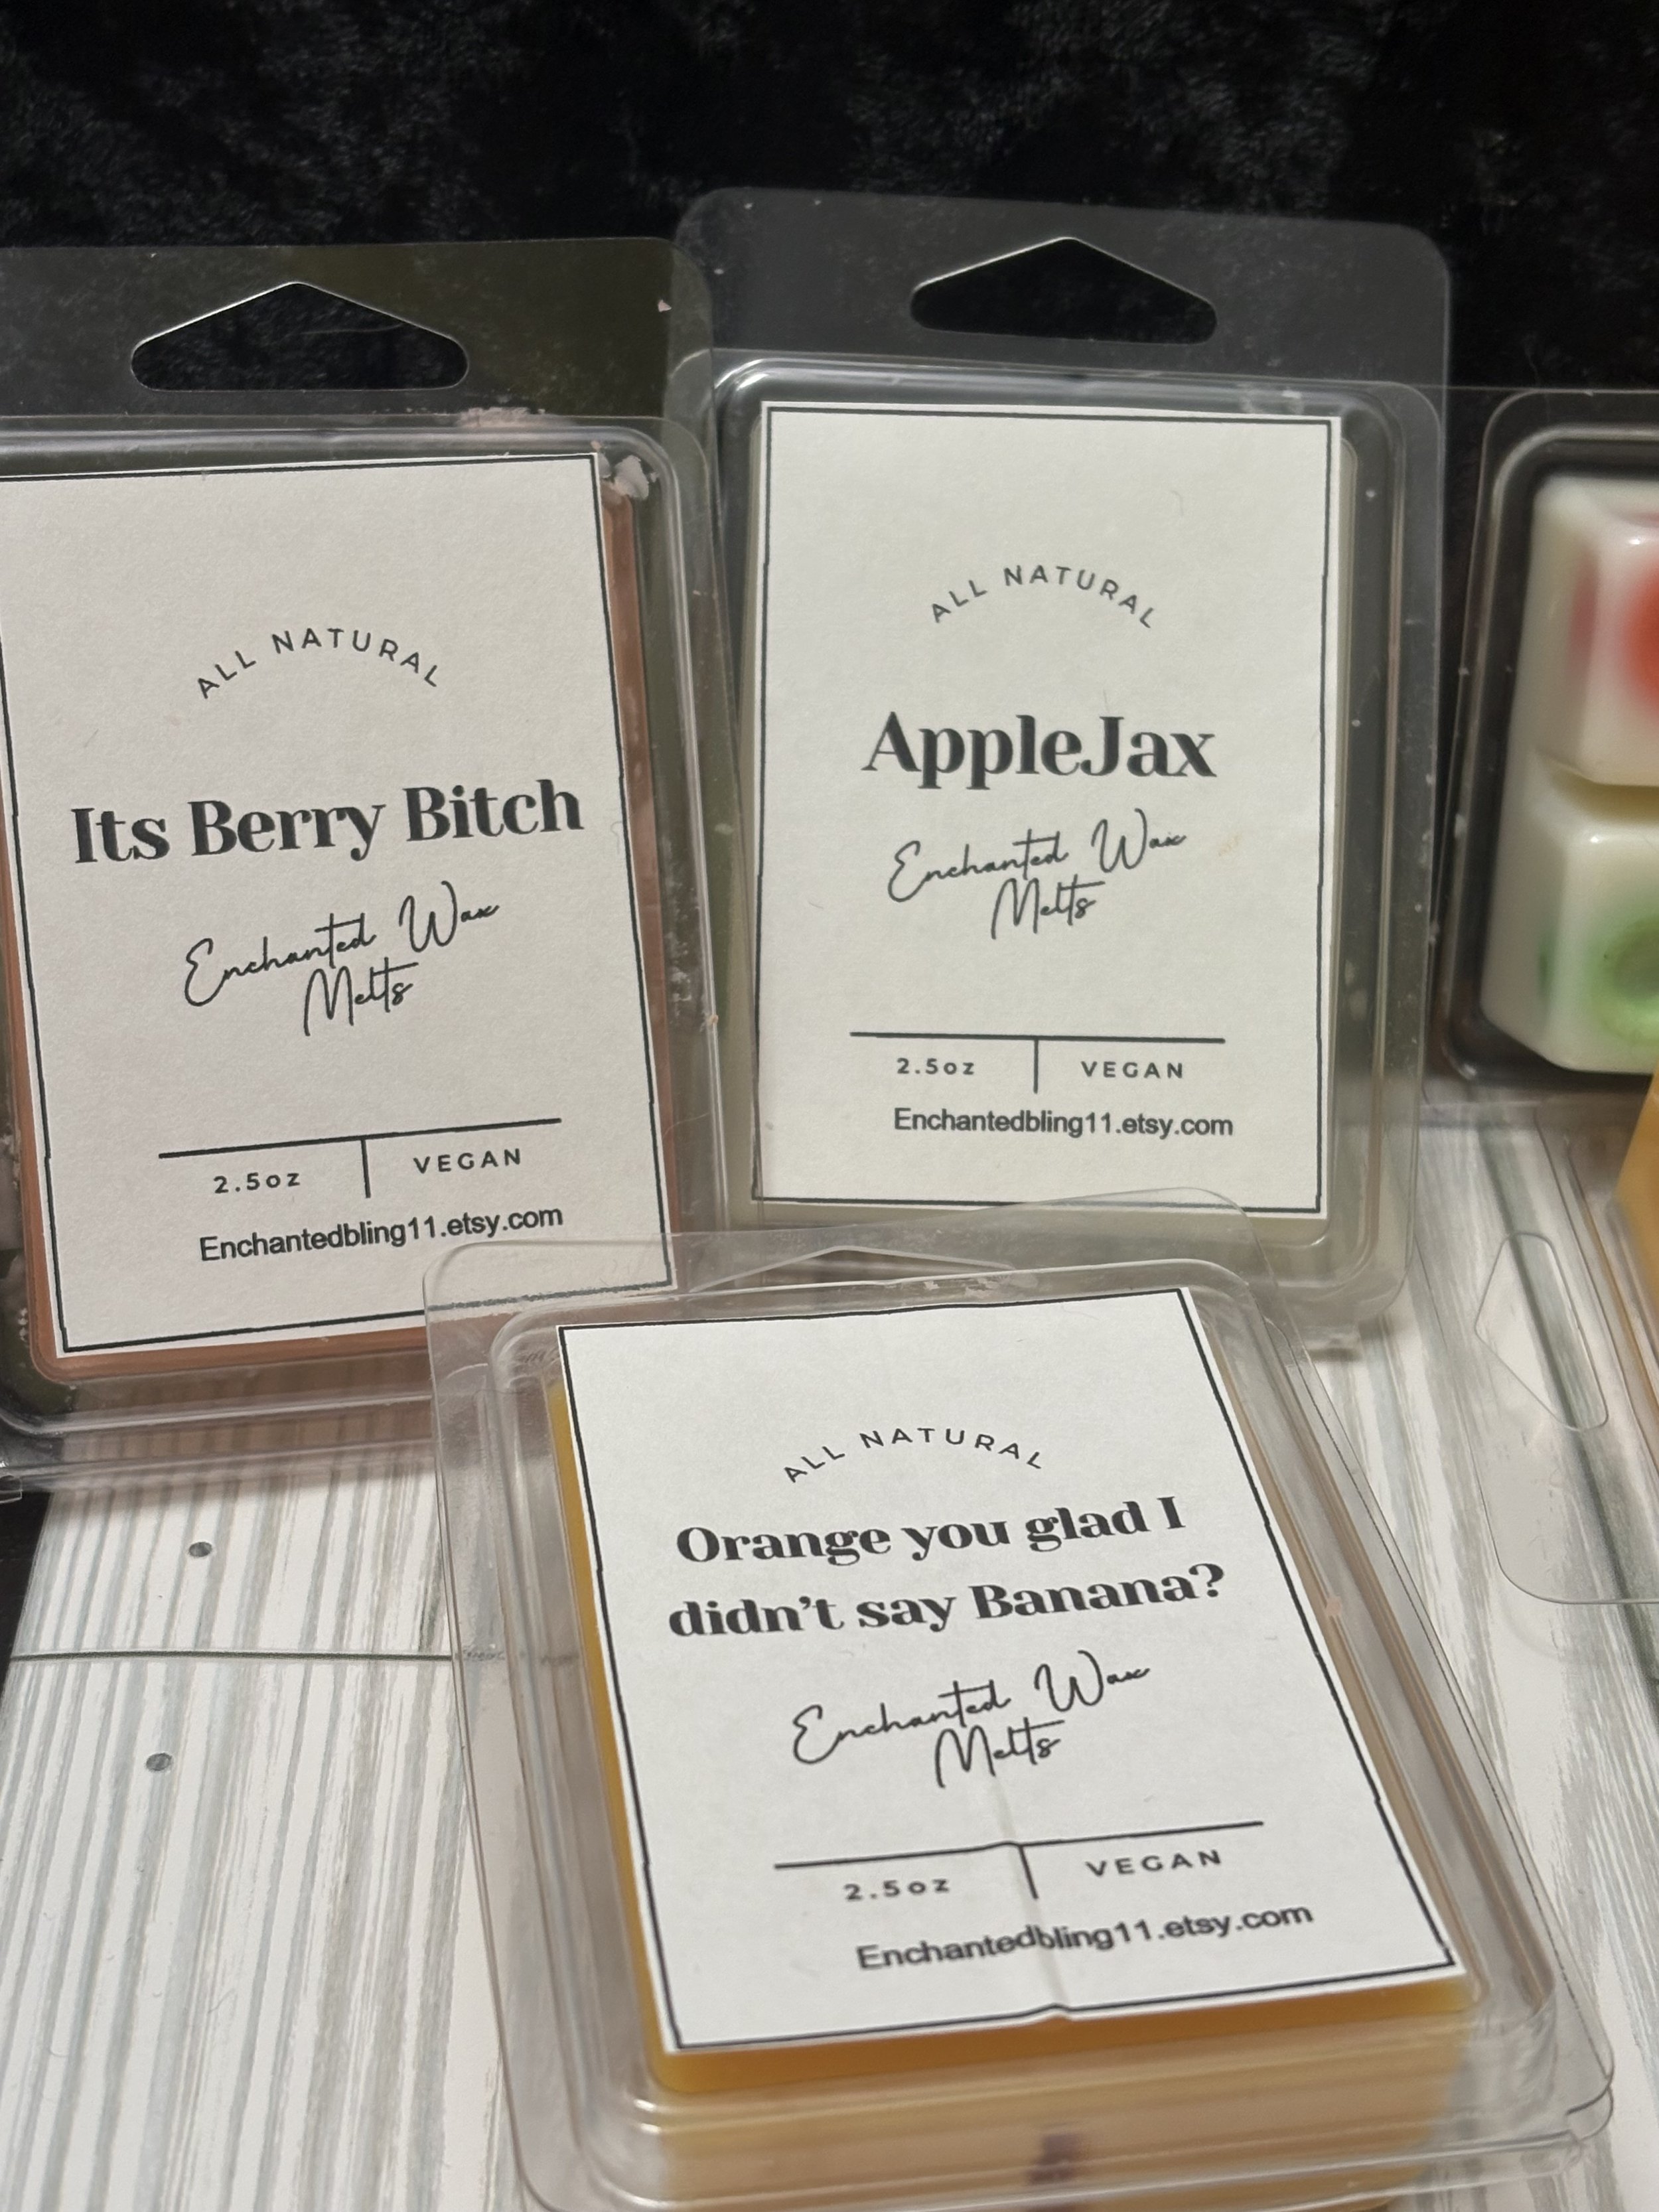 ALL NATURAL
Its Berry Bitch
Enchanted Wax
Melts
2.5oz
VEGAN
Enchantedbling11.etsy.com
ALL NATURAL
AppleJax
Enchanted Wax
Melts
2.5oz
VEGAN
Enchantedbling11.etsy.com
ALL NATURAL
Orange you glad I
didn't say Banana?
Enchanted Wax
Melts
2.5oz
VEGAN
Enchantedbling11.etsy.com